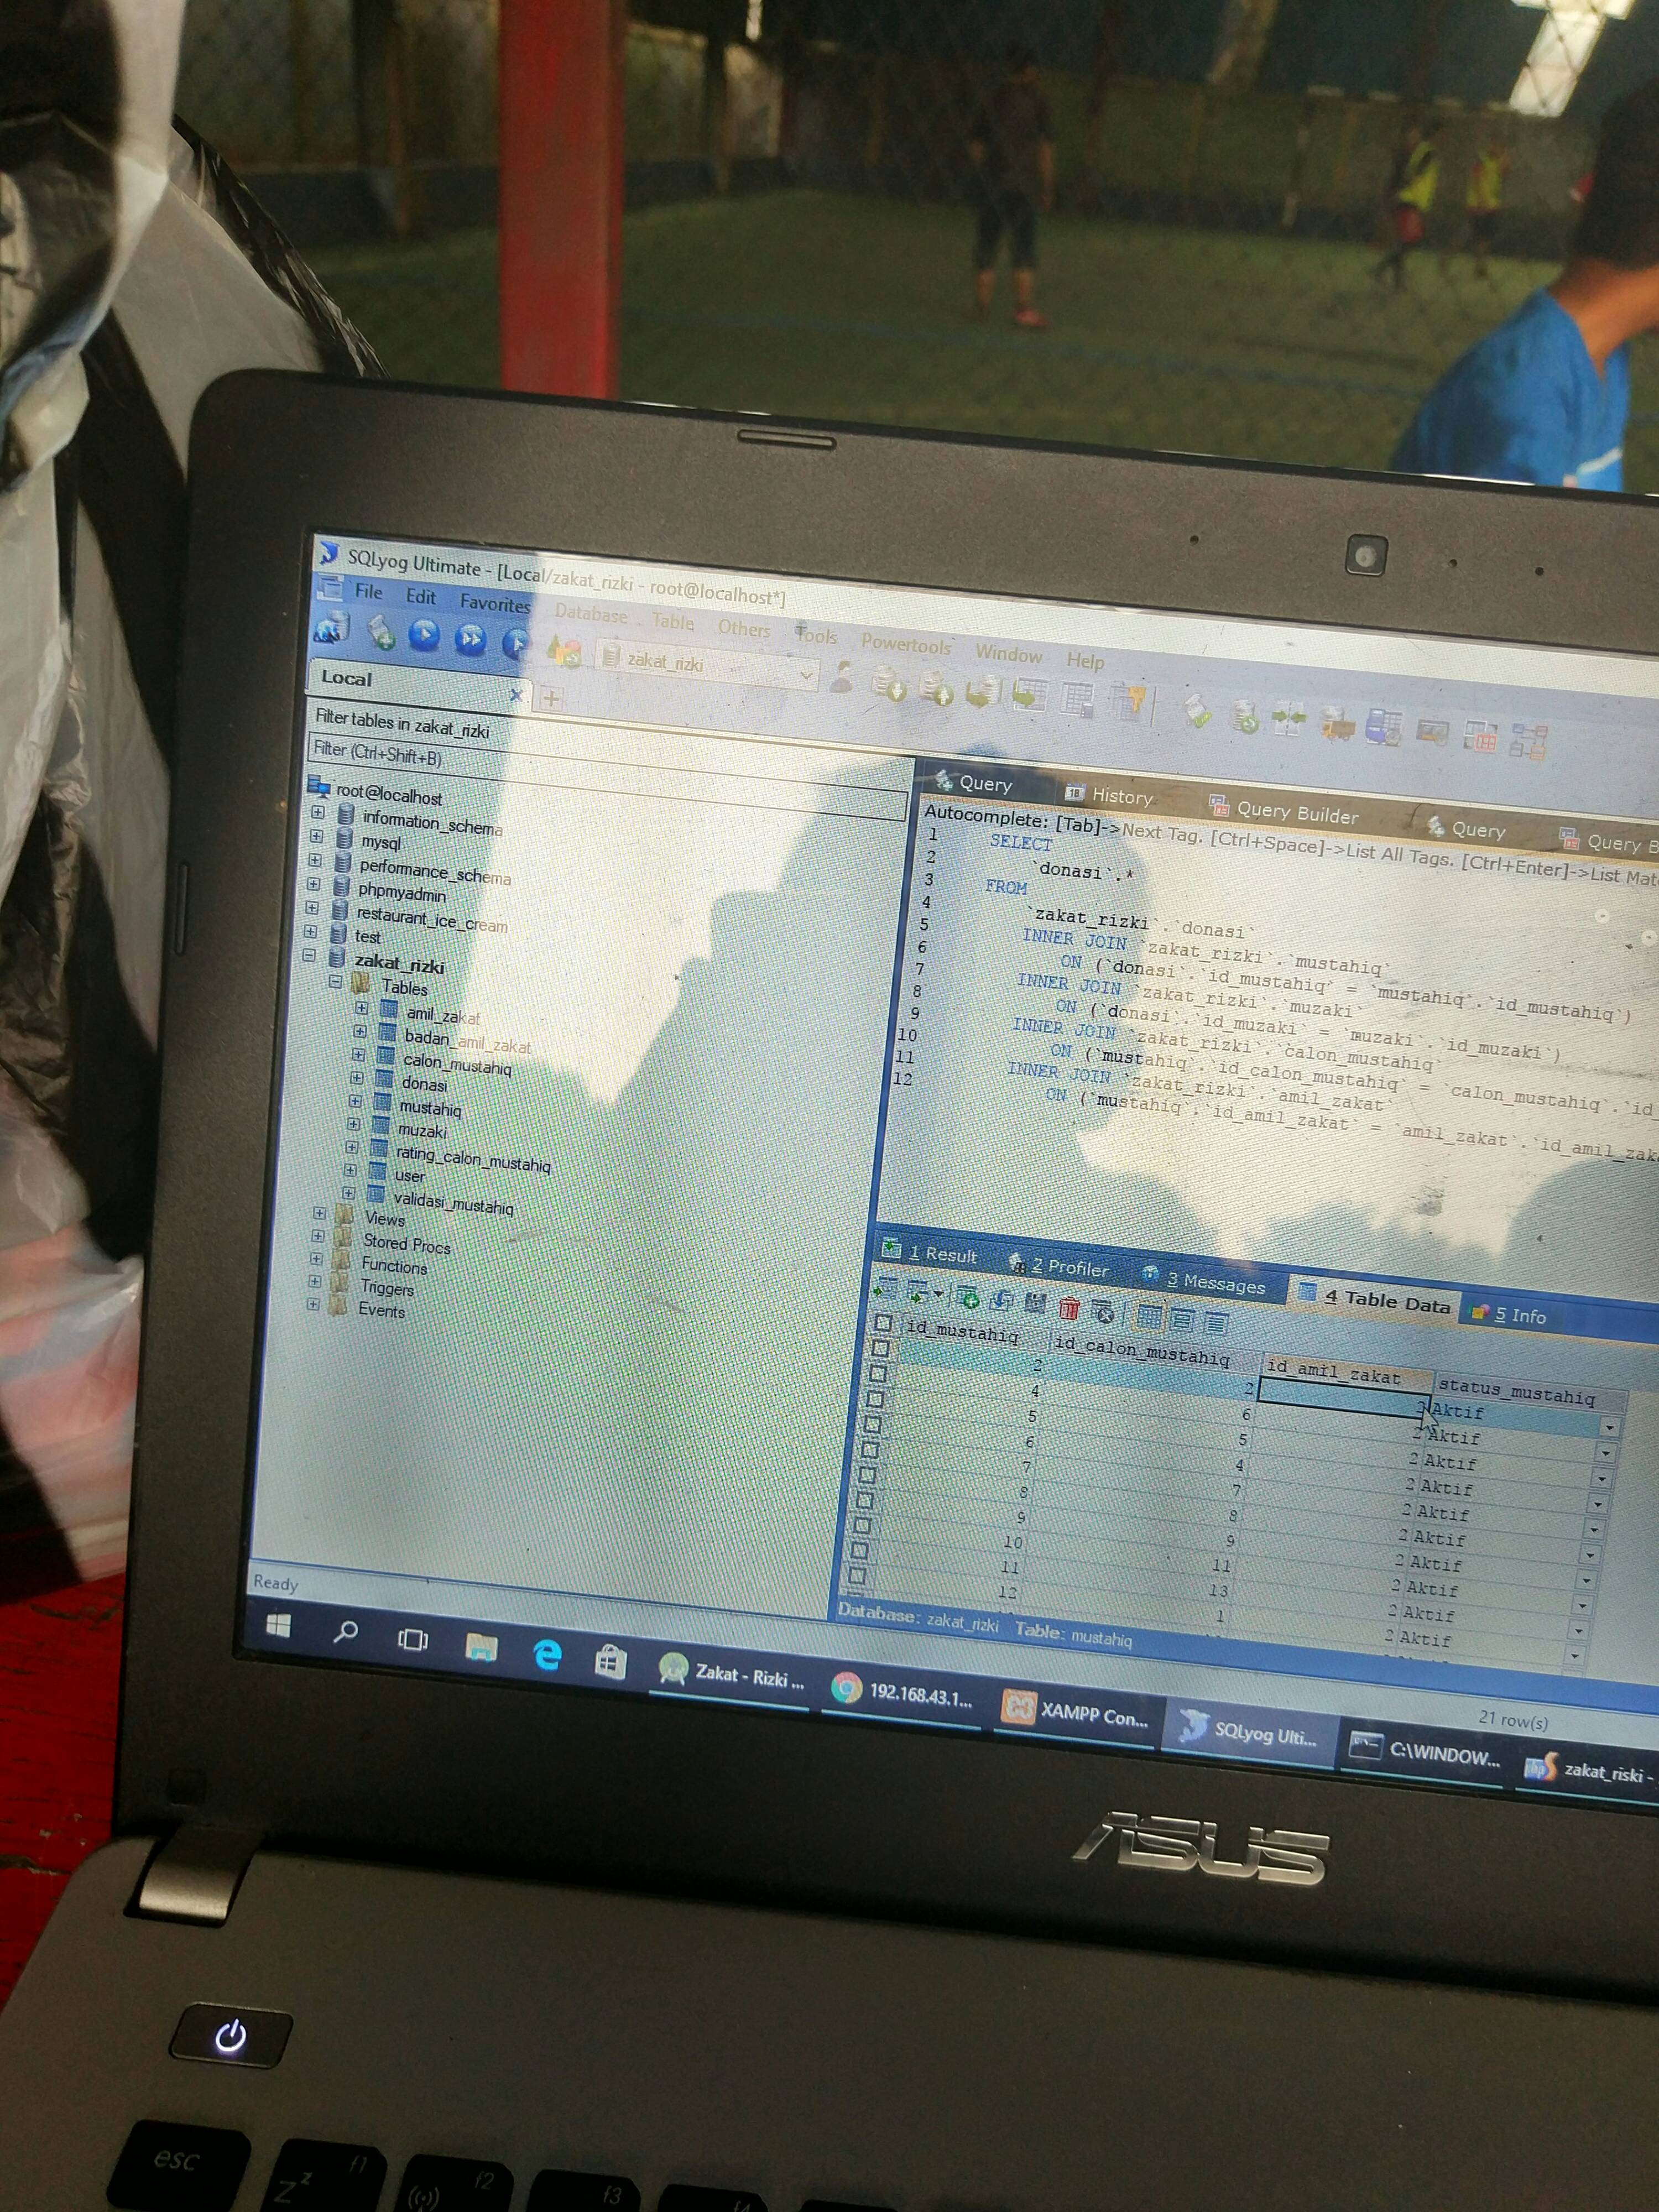 SQLyog Ultimate - [Local/zakat_rizki - root@localhost*]
File Edit Favorites Database Table Others Tools Powertools Window Help
zakat_rizki
Local
Filter tables in zakat_rizki
Filter (Ctrl+Shift+B)
root@localhost
information_schema
mysql
performance_schema
phpmyadmin
restaurant_ice_cream
test
zakat_rizki
Tables
amil_zakat
badan_amil_zakat
calon_mustahiq
donasi
mustahiq
muzaki
rating_calon_mustahiq
user
validasi_mustahiq
Views
Stored Procs
Functions
Triggers
Events
Query History Query Builder Query Query B
Autocomplete: [Tab]->Next Tag. [Ctrl+Space]->List All Tags. [Ctrl+Enter]->List Mat
1 SELECT
2 `donasi`.*
3 FROM
4 `zakat_rizki`.`donasi`
5 INNER JOIN `zakat_rizki`.`mustahiq`
6 ON (`donasi`.`id_mustahiq` = `mustahiq`.`id_mustahiq`)
7 INNER JOIN `zakat_rizki`.`muzaki`
8 ON (`donasi`.`id_muzaki` = `muzaki`.`id_muzaki`)
9 INNER JOIN `zakat_rizki`.`calon_mustahiq`
10 ON (`mustahiq`.`id_calon_mustahiq` = `calon_mustahiq`.`id_
11 INNER JOIN `zakat_rizki`.`amil_zakat`
12 ON (`mustahiq`.`id_amil_zakat` = `amil_zakat`.`id_amil_zak
1 Result 2 Profiler 3 Messages 4 Table Data 5 Info
id_mustahiq id_calon_mustahiq id_amil_zakat status_mustahiq
2 2 2 Aktif
4 6 2 Aktif
5 5 2 Aktif
6 4 2 Aktif
7 7 2 Aktif
8 8 2 Aktif
9 9 2 Aktif
10 11 2 Aktif
11 13 2 Aktif
12 1 2 Aktif
Database: zakat_rizki Table: mustahiq
Ready
21 row(s)
Zakat - Rizki ... 192.168.43.1... XAMPP Con... SQLyog Ulti... C:\WINDOW... zakat_riski -
ASUS
esc f1 f2 f3 f4
Zz